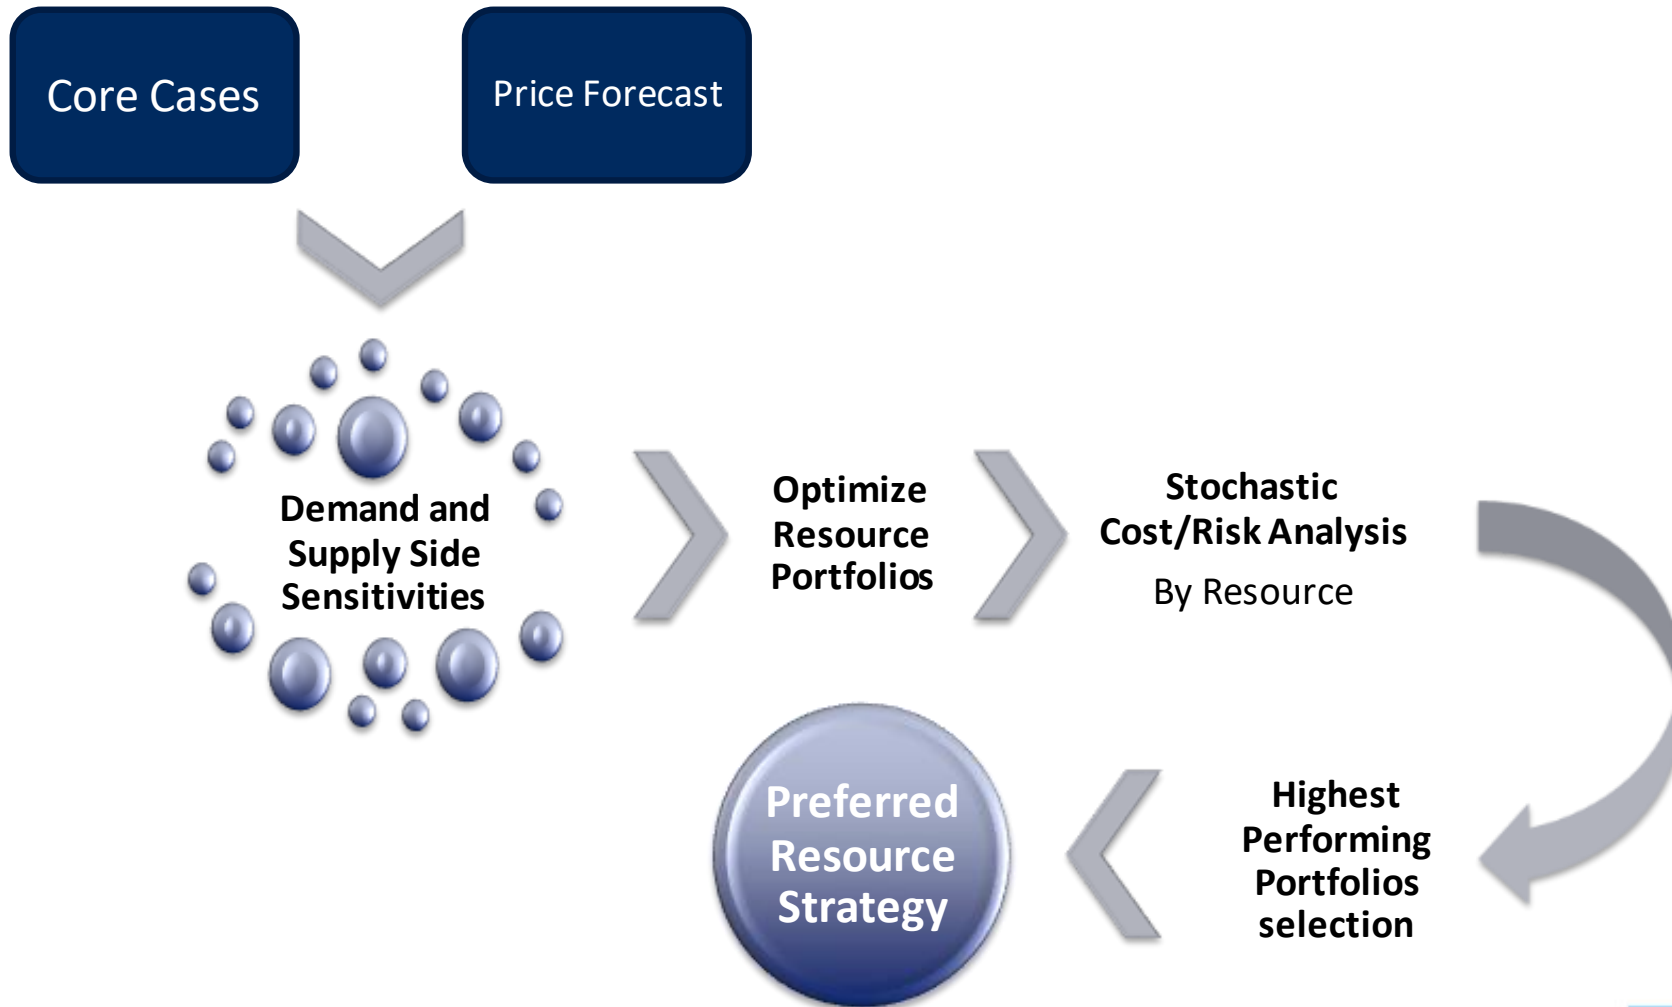 Core Cases
Price Forecast
Demand and
Supply Side
Sensitivities
Optimize
Resource
Portfolios
Stochastic
Cost/Risk Analysis
By Resource
Highest
Performing
Portfolios
selection
Preferred
Resource
Strategy